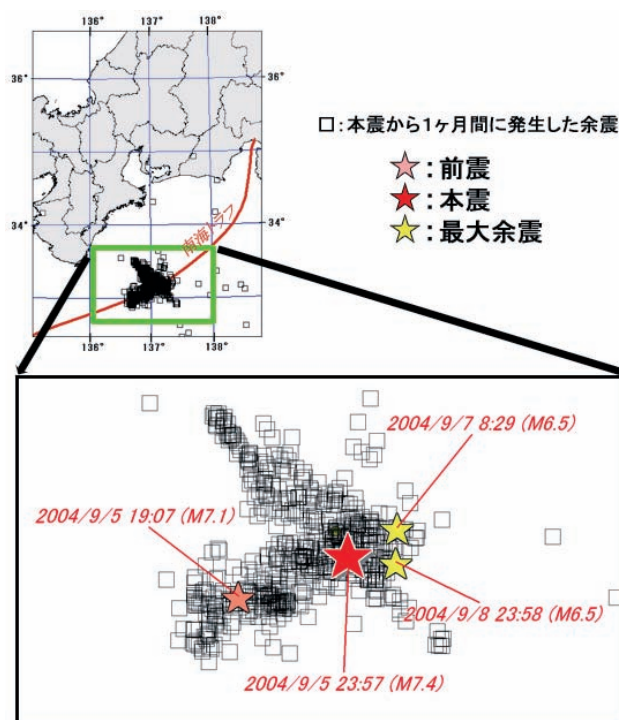 136° 137° 138°
36°
36°
34°
34°
南海トラフ
136° 137° 138°
□:本震から1ヶ月間に発生した余震
:前震
:本震
:最大余震
2004/9/7 8:29 (M6.5)
2004/9/5 19:07 (M7.1)
2004/9/8 23:58 (M6.5)
2004/9/5 23:57 (M7.4)